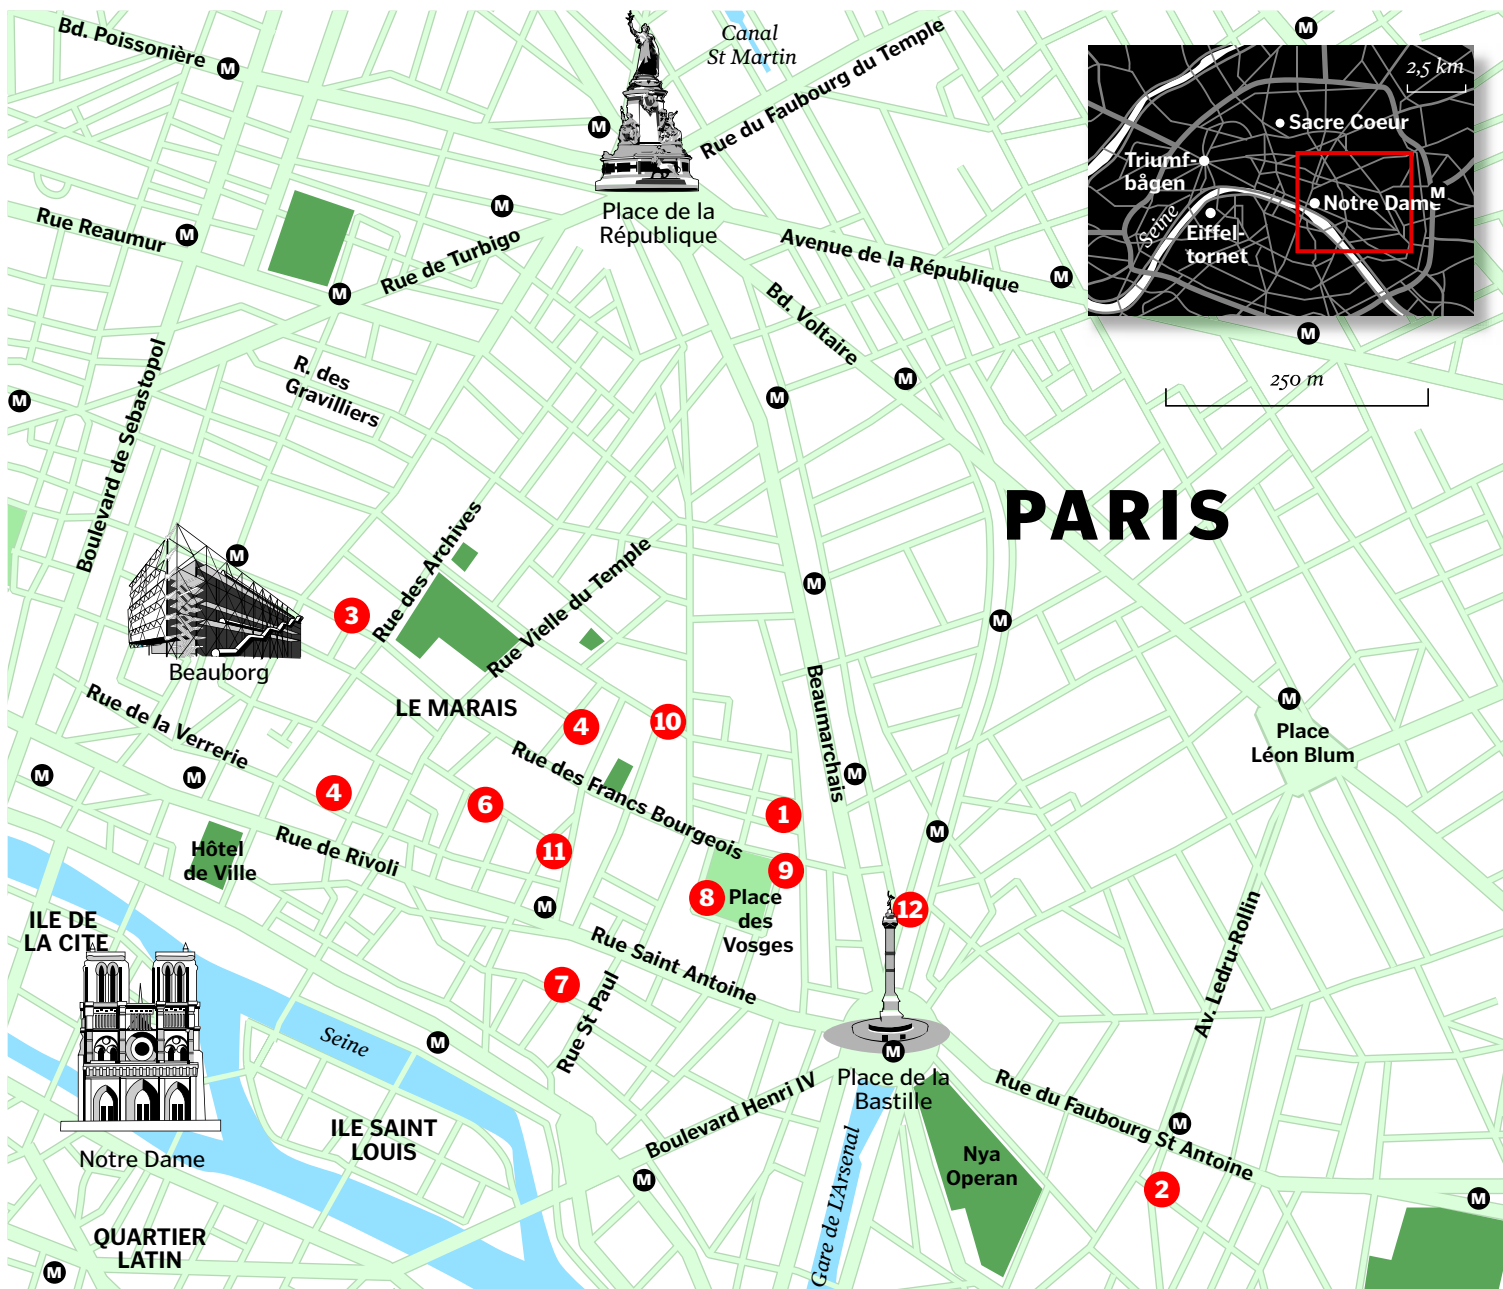 Bd. Poissonière
M
Canal
St Martin
Rue du Faubourg du Temple
M
M
2,5 km
Sacre Coeur
Triumf-
bågen
Notre Dame
M
Seine
Eiffel-
tornet
M
Rue Reaumur
M
Place de la
République
Rue de Turbigo
Avenue de la République
M
M
Bd. Voltaire
M
250 m
R. des
Gravilliers
M
M
M
Boulevard de Sebastopol
PARIS
Rue des Archives
M
Rue Vielle du Temple
M
3
M
Beauborg
Beaumarchais
Rue de la Verrerie
LE MARAIS
4
10
M
Place
Léon Blum
Rue des Francs Bourgeois
M
M
M
4
6
1
M
11
Rue de Rivoli
Hôtel
de Ville
9
8
Place
des
Vosges
12
M
ILE DE
LA CITE
Rue Saint Antoine
Av. Ledru-Rollin
7
Rue St Paul
Seine
M
M
Place de la
Bastille
Boulevard Henri IV
Rue du Faubourg St Antoine
M
ILE SAINT
LOUIS
Notre Dame
Gare de L'Arsenal
Nya
Operan
M
2
M
QUARTIER
LATIN
M